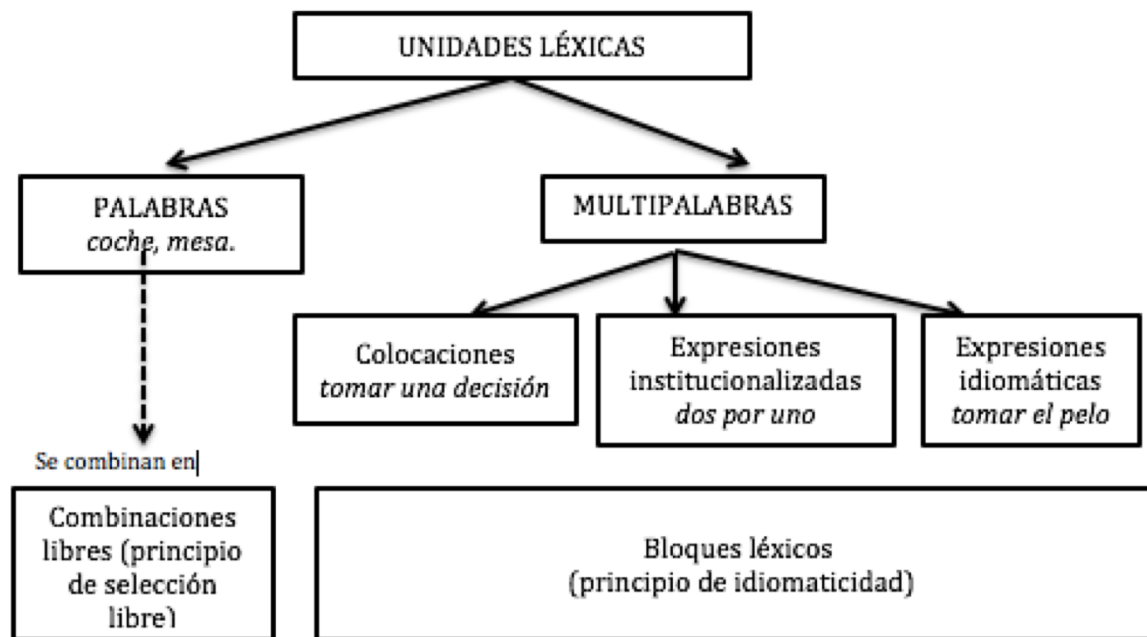 UNIDADES LÉXICAS
PALABRAS
coche, mesa.
MULTIPALABRAS
Colocaciones
tomar una decisión
Expresiones
institucionalizadas
dos por uno
Expresiones
idiomáticas
tomar el pelo
Se combinan en
Combinaciones
libres (principio
de selección
libre)
Bloques léxicos
(principio de idiomaticidad)